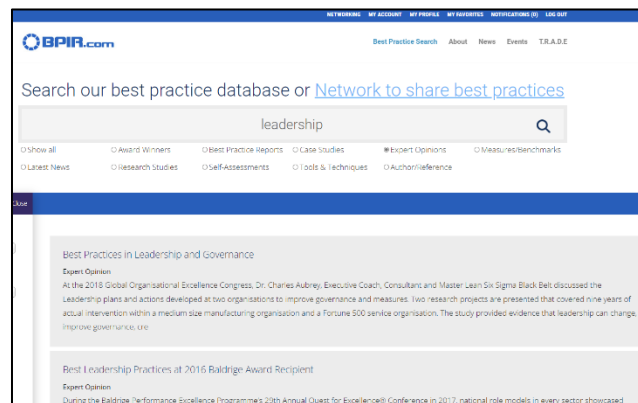 NETWORKING MY ACCOUNT MY PROFILE MY FAVORITES NOTIFICATIONS (0) LOG OUT
BPIR.com
Best Practice Search About News Events T.R.A.D.E
Search our best practice database or Network to share best practices
leadership
Show all Award Winners Best Practice Reports Case Studies Expert Opinions Measures/Benchmarks
Latest News Research Studies Self-Assessments Tools & Techniques Author/Reference
Close
Best Practices in Leadership and Governance
Expert Opinion
At the 2018 Global Organisational Excellence Congress, Dr. Charles Aubrey, Executive Coach, Consultant and Master Lean Six Sigma Black Belt discussed the
Leadership plans and actions developed at two organisations to improve governance and measures. Two research projects are presented that covered nine years of
actual intervention within a medium size manufacturing organisation and a Fortune 500 service organisation. The study provided evidence that leadership can change,
improve governance, cre
Best Leadership Practices at 2016 Baldrige Award Recipient
Expert Opinion
During the Baldrige Performance Excellence Programme's 29th Annual Quest for Excellence® Conference in 2017, national role models in every sector showcased